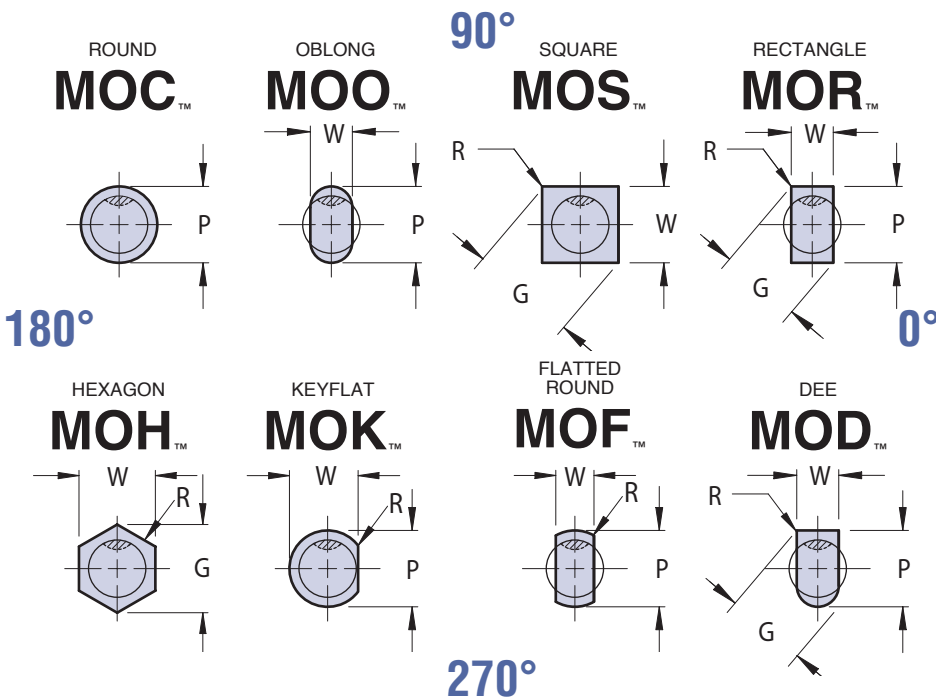 90°
ROUND
MOC™
P
OBLONG
MOO™
W
P
SQUARE
MOS™
R
W
G
RECTANGLE
MOR™
W
R
P
G
180°
0°
HEXAGON
MOH™
W
R
G
KEYFLAT
MOK™
W
R
P
FLATTED
ROUND
MOF™
W
R
P
DEE
MOD™
W
R
P
G
270°